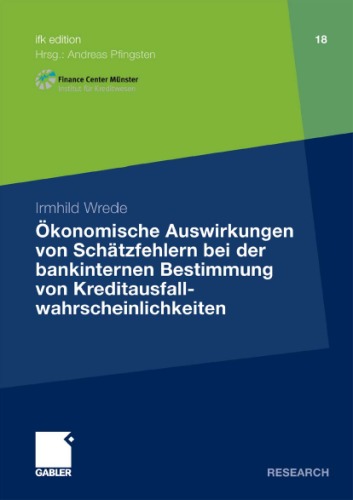 ifk edition
18
Hrsg.: Andreas Pfingsten
Finance Center Münster
Institut für Kreditwesen
Irmhild Wrede
Ökonomische Auswirkungen
von Schätzfehlern bei der
bankinternen Bestimmung
von Kreditausfall-
wahrscheinlichkeiten
GABLER
RESEARCH